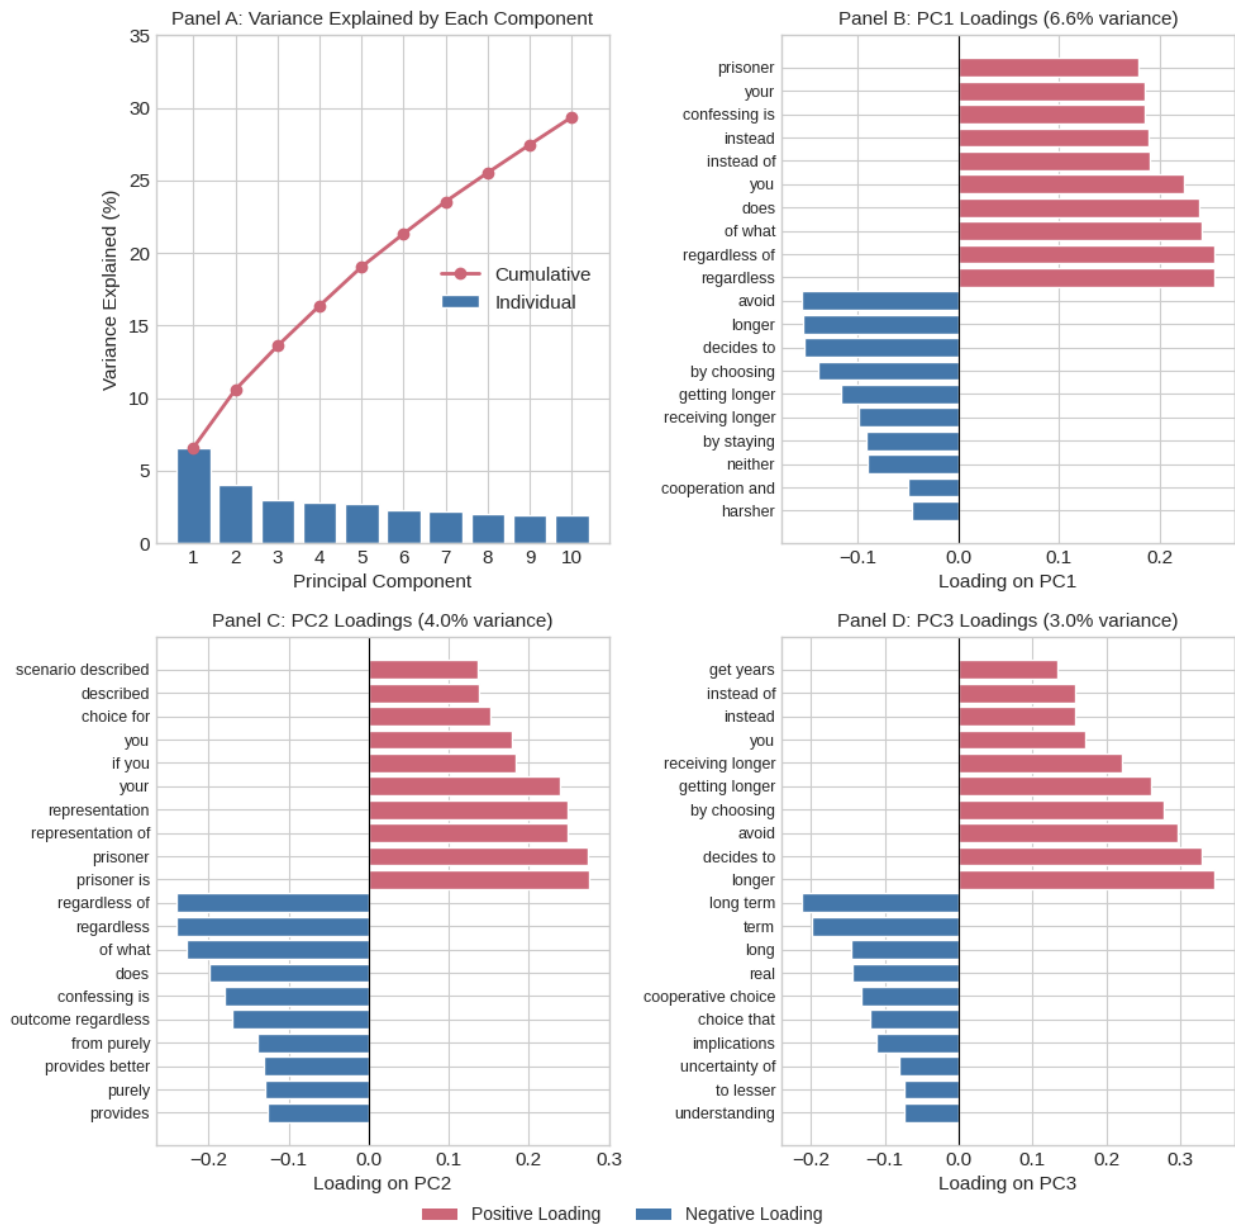 Panel A: Variance Explained by Each Component
35
30
25
20
15
10
5
0
Variance Explained (%)
Cumulative
Individual
1 2 3 4 5 6 7 8 9 10
Principal Component
Panel B: PC1 Loadings (6.6% variance)
prisoner
your
confessing is
instead
instead of
you
does
of what
regardless of
regardless
avoid
longer
decides to
by choosing
getting longer
receiving longer
by staying
neither
cooperation and
harsher
−0.1 0.0 0.1 0.2
Loading on PC1
Panel C: PC2 Loadings (4.0% variance)
scenario described
described
choice for
you
if you
your
representation
representation of
prisoner
prisoner is
regardless of
regardless
of what
does
confessing is
outcome regardless
from purely
provides better
purely
provides
−0.2 −0.1 0.0 0.1 0.2 0.3
Loading on PC2
Panel D: PC3 Loadings (3.0% variance)
get years
instead of
instead
you
receiving longer
getting longer
by choosing
avoid
decides to
longer
long term
term
long
real
cooperative choice
choice that
implications
uncertainty of
to lesser
understanding
−0.2 −0.1 0.0 0.1 0.2 0.3
Loading on PC3
Positive Loading
Negative Loading